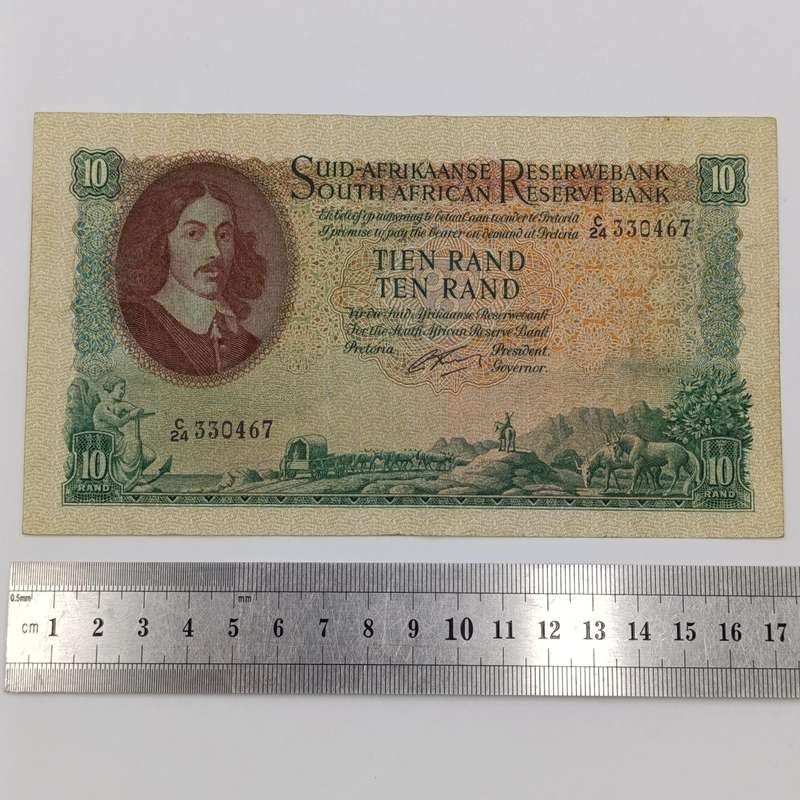 10
SUID-AFRIKAANSE RESERWEBANK
SOUTH AFRICAN RESERVE BANK
10
Ek beloof op aanvraag te betaal aan toonder te Pretoria
I promise to pay the bearer on demand at Pretoria
C/24 330467
TIEN RAND
TEN RAND
Vir die Suid-Afrikaanse Reserwebank
For the South African Reserve Bank
Pretoria. President.
Governor.
C/24 330467
10
RAND
10
RAND
0.5mm
mm
cm 1 2 3 4 5 6 7 8 9 10 11 12 13 14 15 16 17